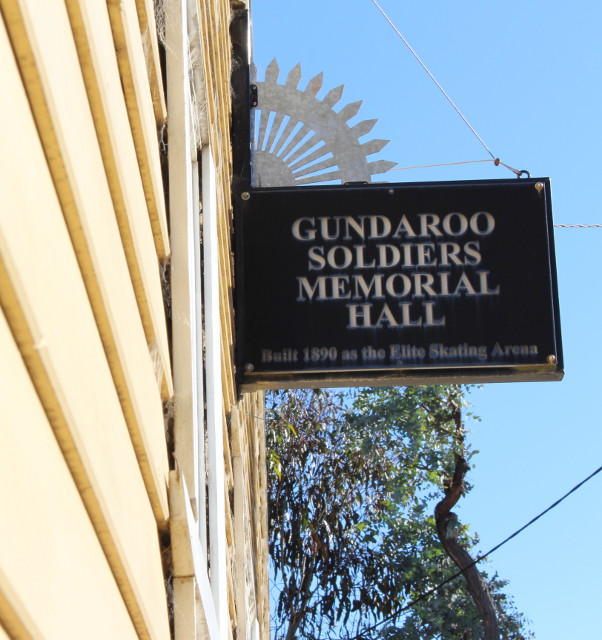 GUNDAROO
SOLDIERS
MEMORIAL
HALL
Built 1890 as the Elite Skating Arena